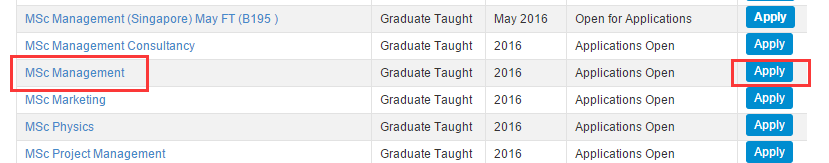 MSc Management (Singapore) May FT (B195 ) Graduate Taught May 2016 Open for Applications Apply
MSc Management Consultancy Graduate Taught 2016 Applications Open Apply
MSc Management Graduate Taught 2016 Applications Open Apply
MSc Marketing Graduate Taught 2016 Applications Open Apply
MSc Physics Graduate Taught 2016 Applications Open Apply
MSc Project Management Graduate Taught 2016 Applications Open Apply